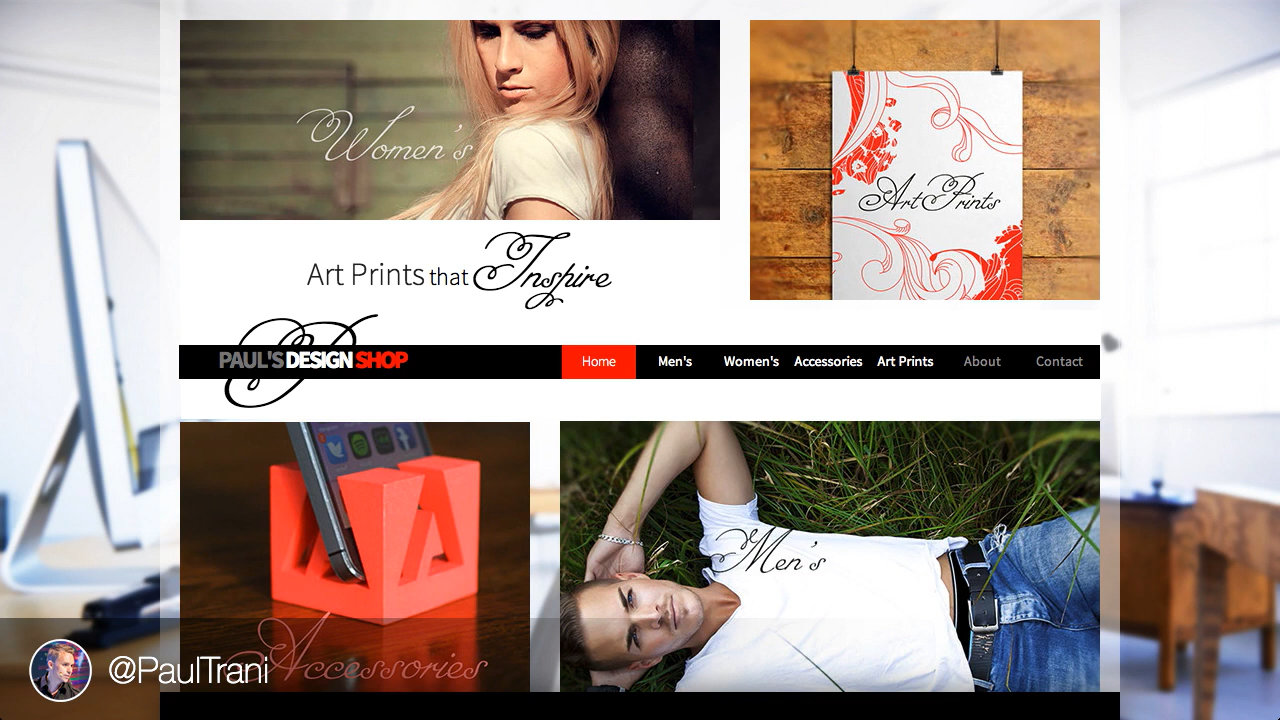 Women's
Art Prints
Art Prints that Inspire
P
PAUL'S DESIGN SHOP
Home Men's Women's Accessories Art Prints About Contact
Men's
Accessories
@PaulTrani